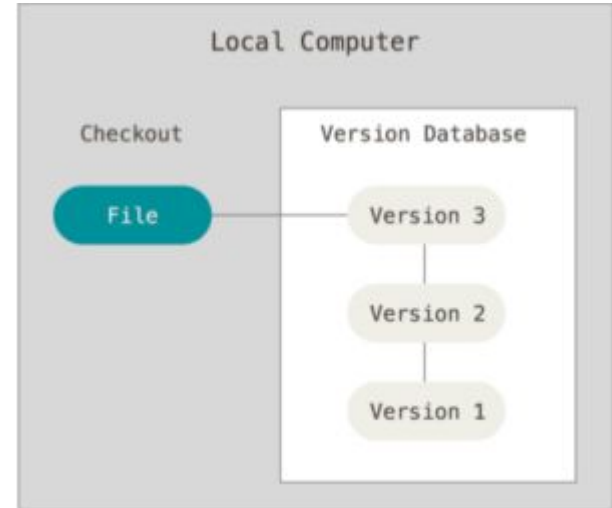 Local Computer
Checkout
Version Database
File
Version 3
Version 2
Version 1